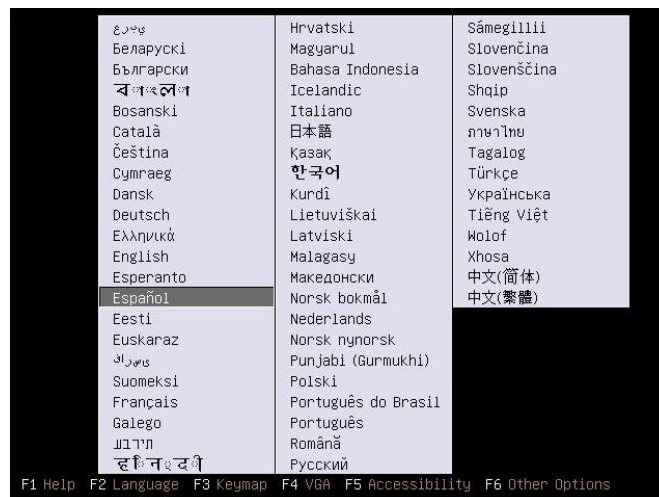 عربي
Беларускі
Български
বাংলা
Bosanski
Català
Čeština
Cymraeg
Dansk
Deutsch
Ελληνικά
English
Esperanto
Español
Eesti
Euskaraz
فارسی
Suomeksi
Français
Galego
עברית
हिन्दी
Hrvatski
Magyarul
Bahasa Indonesia
Icelandic
Italiano
日本語
Қазақ
한국어
Kurdî
Lietuviškai
Latviski
Malagasy
Македонски
Norsk bokmål
Nederlands
Norsk nynorsk
Punjabi (Gurmukhi)
Polski
Português do Brasil
Português
Română
Русский
Sámegillii
Slovenčina
Slovenščina
Shqip
Svenska
ภาษาไทย
Tagalog
Türkçe
Українська
Tiếng Việt
Wolof
Xhosa
中文(简体)
中文(繁體)
F1 Help F2 Language F3 Keymap F4 VGA F5 Accessibility F6 Other Options